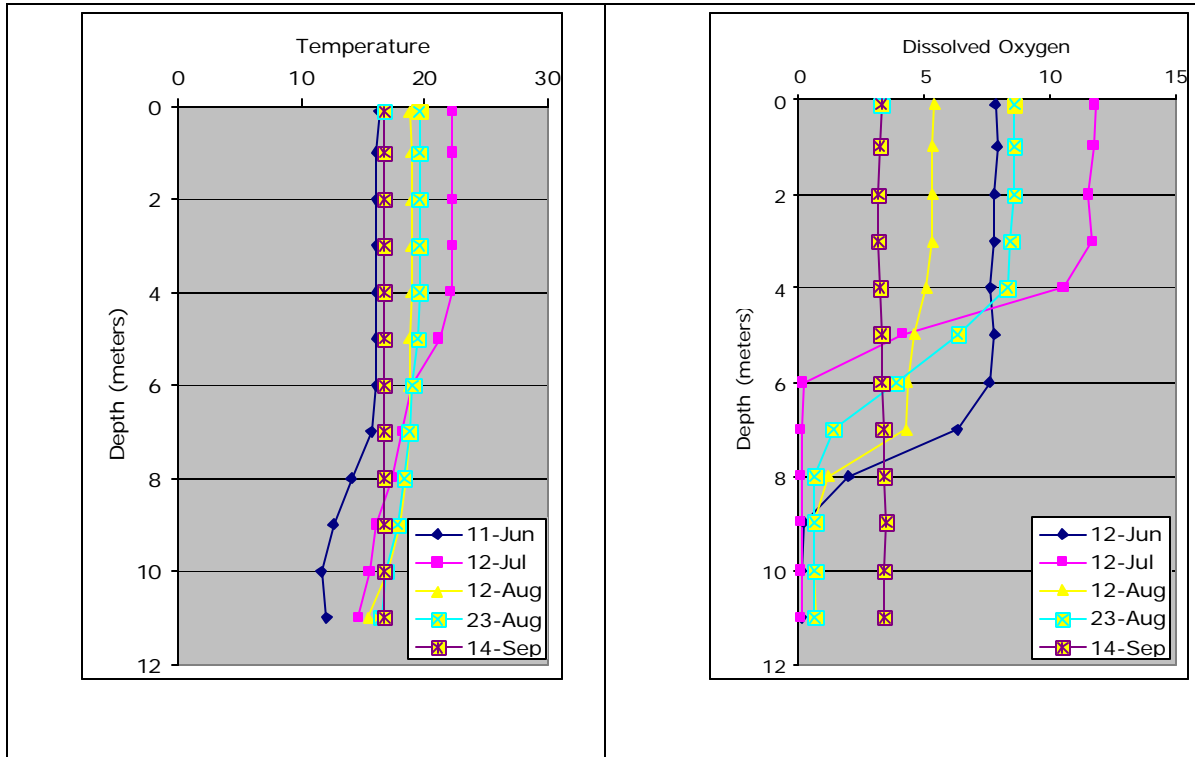 Temperature
0 10 20 30
0
2
4
6
8
10
12
Depth (meters)
11-Jun
12-Jul
12-Aug
23-Aug
14-Sep
Dissolved Oxygen
0 5 10 15
0
2
4
6
8
10
12
Depth (meters)
12-Jun
12-Jul
12-Aug
23-Aug
14-Sep